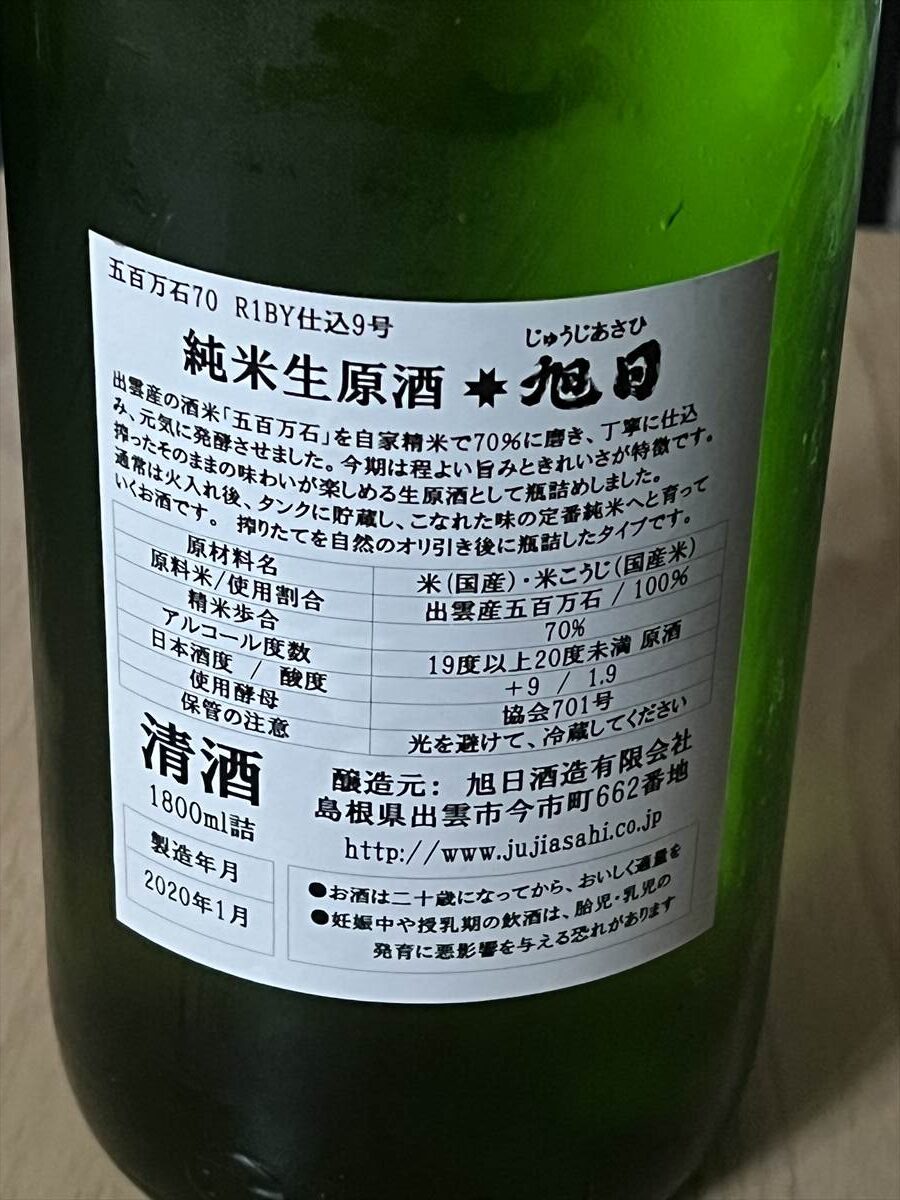 五百万石70 R1BY仕込9号
じゅうじあさひ
純米生原酒 旭日
出雲産の酒米「五百万石」を自家精米で70%に磨き、丁寧に仕込
み、元気に発酵させました。今期は程よい旨みときれいさが特徴です。
搾ったそのままの味わいが楽しめる生原酒として瓶詰めしました。
通常は火入れ後、タンクに貯蔵し、こなれた味の定番純米へと育って
いくお酒です。 搾りたてを自然のオリ引き後に瓶詰したタイプです。
原材料名 米(国産)・米こうじ(国産米)
原料米/使用割合 出雲産五百万石 / 100%
精米歩合 70%
アルコール度数 19度以上20度未満 原酒
日本酒度 / 酸度 +9 / 1.9
使用酵母 協会701号
保管の注意 光を避けて、冷蔵してください
清酒
1800ml詰
醸造元: 旭日酒造有限会社
島根県出雲市今市町662番地
http://www.jujiasahi.co.jp
製造年月
2020年1月
●お酒は二十歳になってから、おいしく適量を
●妊娠中や授乳期の飲酒は、胎児・乳児の
発育に悪影響を与える恐れがあります